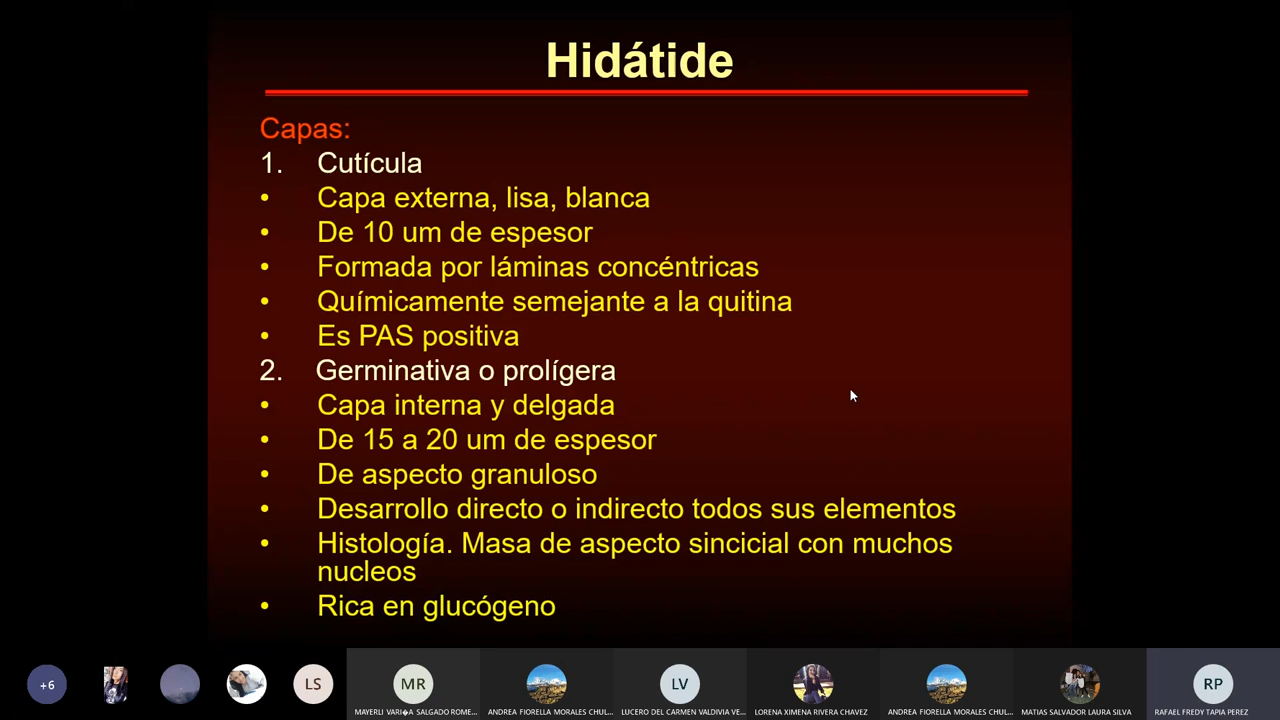 Hidátide
Capas:
1. Cutícula
• Capa externa, lisa, blanca
• De 10 um de espesor
• Formada por láminas concéntricas
• Químicamente semejante a la quitina
• Es PAS positiva
2. Germinativa o prolígera
• Capa interna y delgada
• De 15 a 20 um de espesor
• De aspecto granuloso
• Desarrollo directo o indirecto todos sus elementos
• Histología. Masa de aspecto sincicial con muchos
nucleos
• Rica en glucógeno
+6
LS
MR
LV
RP
MAYERLI VARI�A SALGADO ROME...
ANDREA FIORELLA MORALES CHUL...
LUCERO DEL CARMEN VALDIVIA VE...
LORENA XIMENA RIVERA CHAVEZ
ANDREA FIORELLA MORALES CHUL...
MATIAS SALVADOR LAURA SILVA
RAFAEL FREDY TAPIA PEREZ